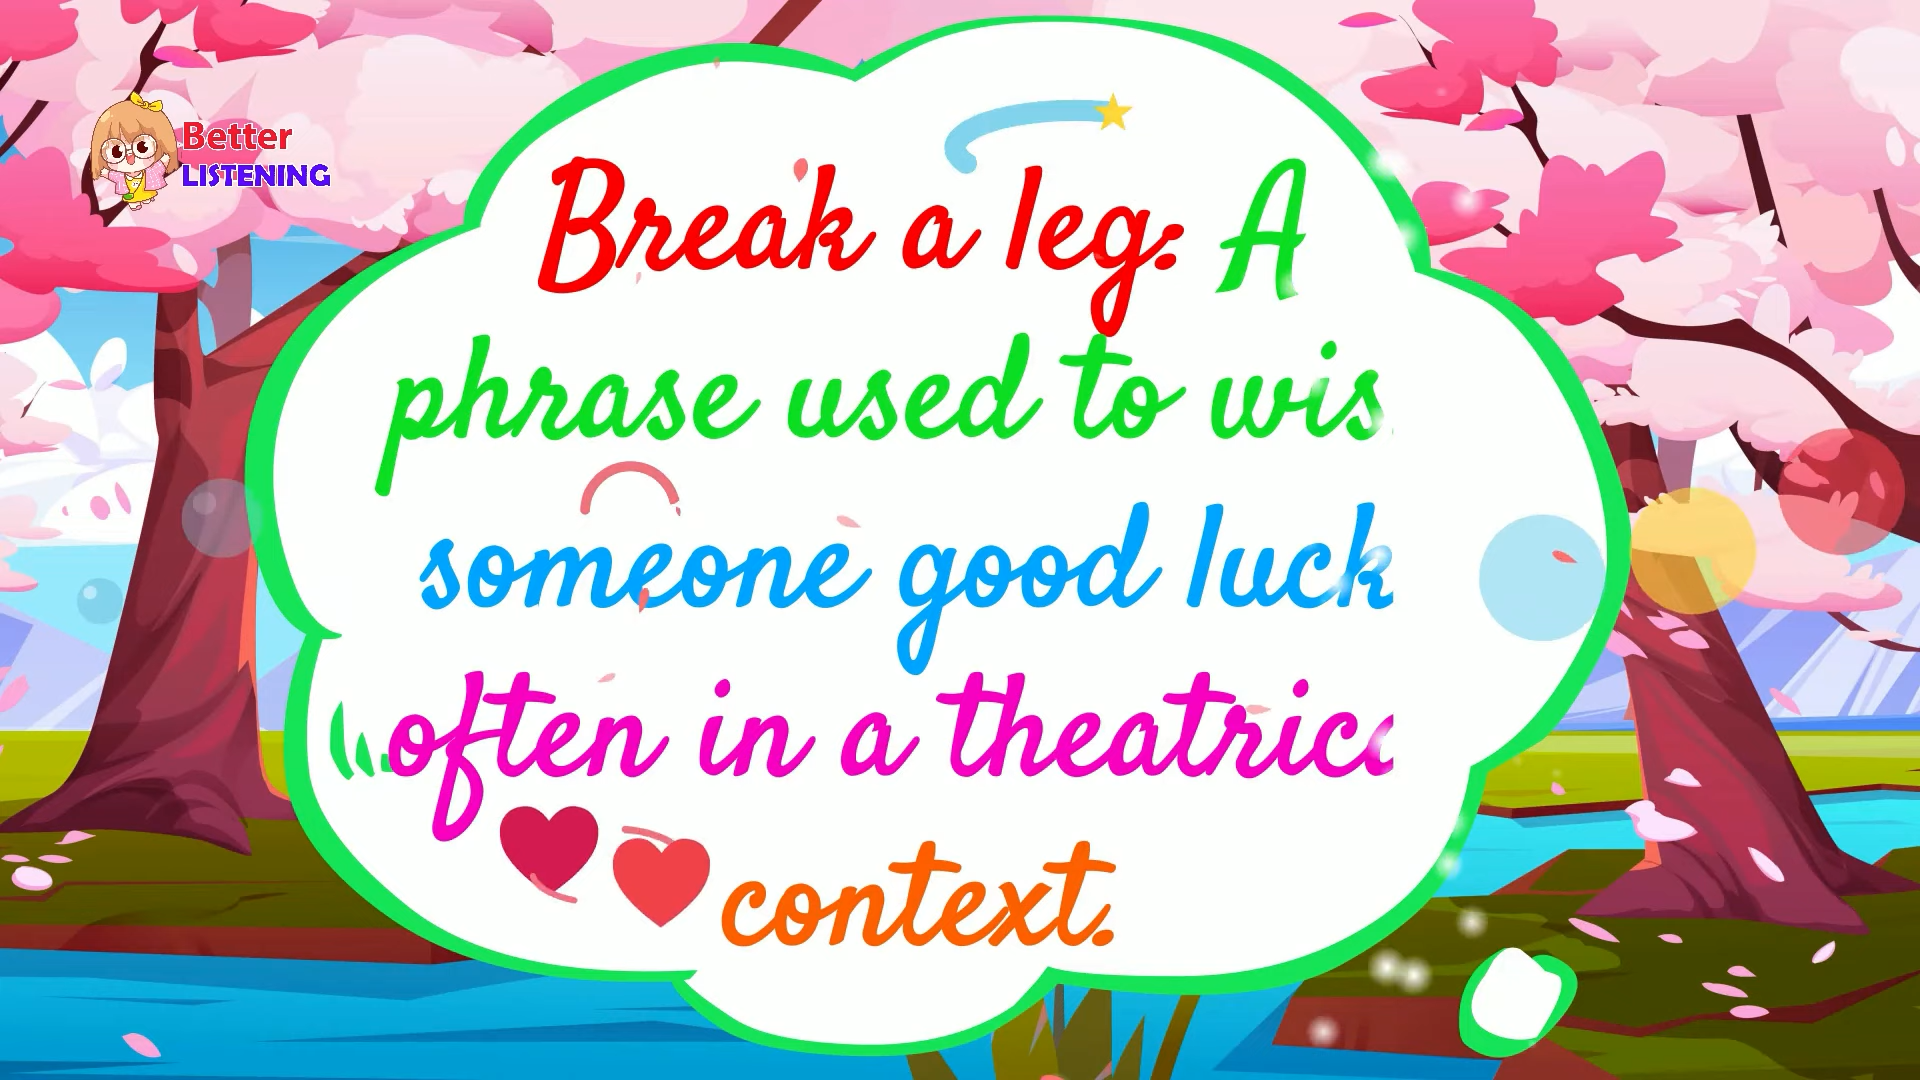 Better
LISTENING
Break a leg: A
phrase used to wis
someone good luck
often in a theatric
context.